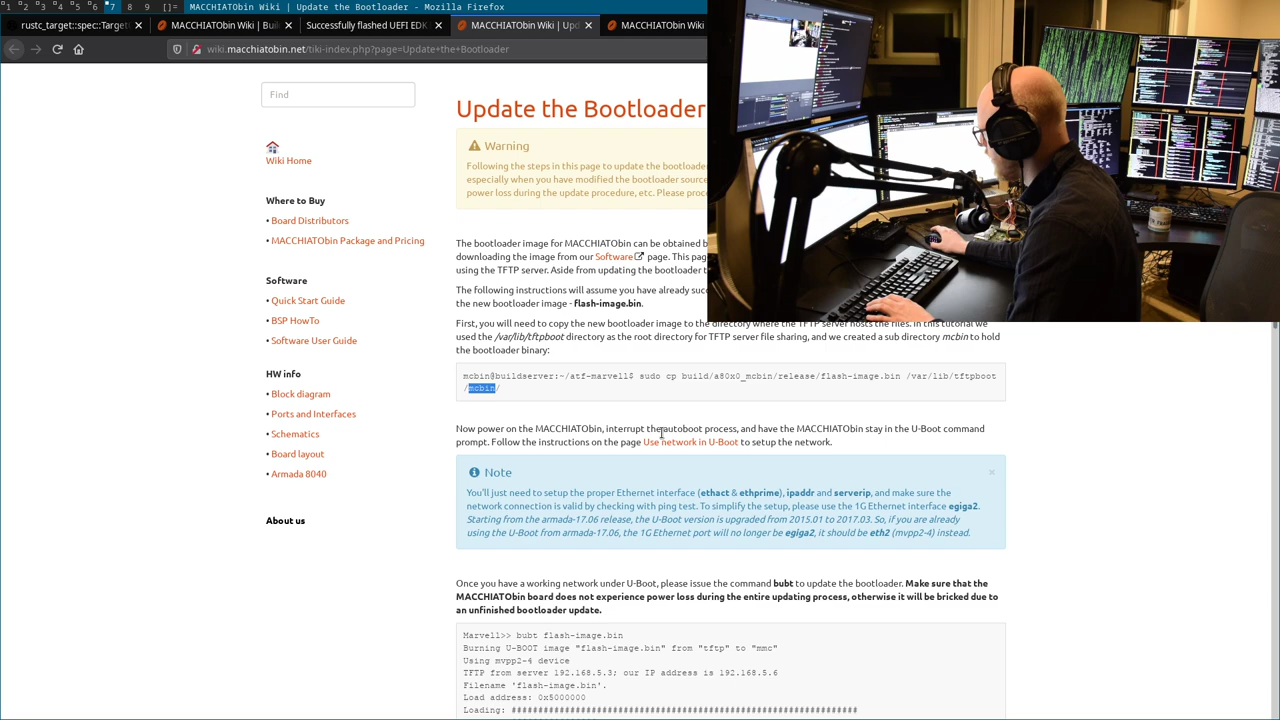 1 2 3 4 5 6 7 8 9 []= MACCHIATObin Wiki | Update the Bootloader - Mozilla Firefox
rustc_target::spec::Target × MACCHIATObin Wiki | Buil × Successfully flashed UEFI EDK × MACCHIATObin Wiki | Upd × MACCHIATObin Wiki
wiki.macchiatobin.net/tiki-index.php?page=Update+the+Bootloader
Find
Wiki Home
Where to Buy
• Board Distributors
• MACCHIATObin Package and Pricing
Software
• Quick Start Guide
• BSP HowTo
• Software User Guide
HW info
• Block diagram
• Ports and Interfaces
• Schematics
• Board layout
• Armada 8040
About us
Update the Bootloader
Warning
Following the steps in this page to update the bootloade
especially when you have modified the bootloader sourc
power loss during the update procedure, etc. Please proc
The bootloader image for MACCHIATObin can be obtained b
downloading the image from our Software page. This pag
using the TFTP server. Aside from updating the bootloader t
The following instructions will assume you have already succ
the new bootloader image - flash-image.bin.
First, you will need to copy the new bootloader image to the directory where the TFTP server hosts the files. In this tutorial we
used the /var/lib/tftpboot directory as the root directory for TFTP server file sharing, and we created a sub directory mcbin to hold
the bootloader binary:
mcbin@buildserver:~/atf-marvell$ sudo cp build/a80x0_mcbin/release/flash-image.bin /var/lib/tftpboot
/mcbin/
Now power on the MACCHIATObin, interrupt the autoboot process, and have the MACCHIATObin stay in the U-Boot command
prompt. Follow the instructions on the page Use network in U-Boot to setup the network.
Note ×
You'll just need to setup the proper Ethernet interface (ethact & ethprime), ipaddr and serverip, and make sure the
network connection is valid by checking with ping test. To simplify the setup, please use the 1G Ethernet interface egiga2.
Starting from the armada-17.06 release, the U-Boot version is upgraded from 2015.01 to 2017.03. So, if you are already
using the U-Boot from armada-17.06, the 1G Ethernet port will no longer be egiga2, it should be eth2 (mvpp2-4) instead.
Once you have a working network under U-Boot, please issue the command bubt to update the bootloader. Make sure that the
MACCHIATObin board does not experience power loss during the entire updating process, otherwise it will be bricked due to
an unfinished bootloader update.
Marvell>> bubt flash-image.bin
Burning U-BOOT image "flash-image.bin" from "tftp" to "mmc"
Using mvpp2-4 device
TFTP from server 192.168.5.3; our IP address is 192.168.5.6
Filename 'flash-image.bin'.
Load address: 0x5000000
Loading: #################################################################